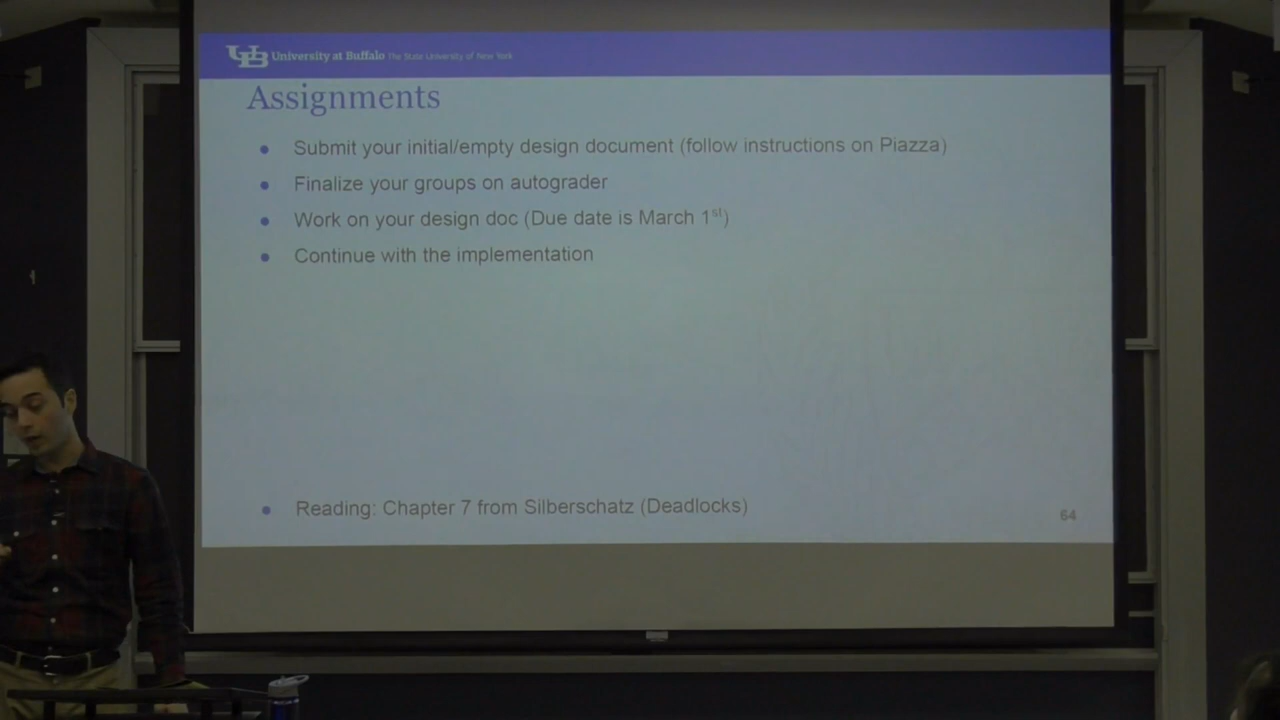 UB University at Buffalo The State University of New York
Assignments
● Submit your initial/empty design document (follow instructions on Piazza)
● Finalize your groups on autograder
● Work on your design doc (Due date is March 1st)
● Continue with the implementation
● Reading: Chapter 7 from Silberschatz (Deadlocks)
64